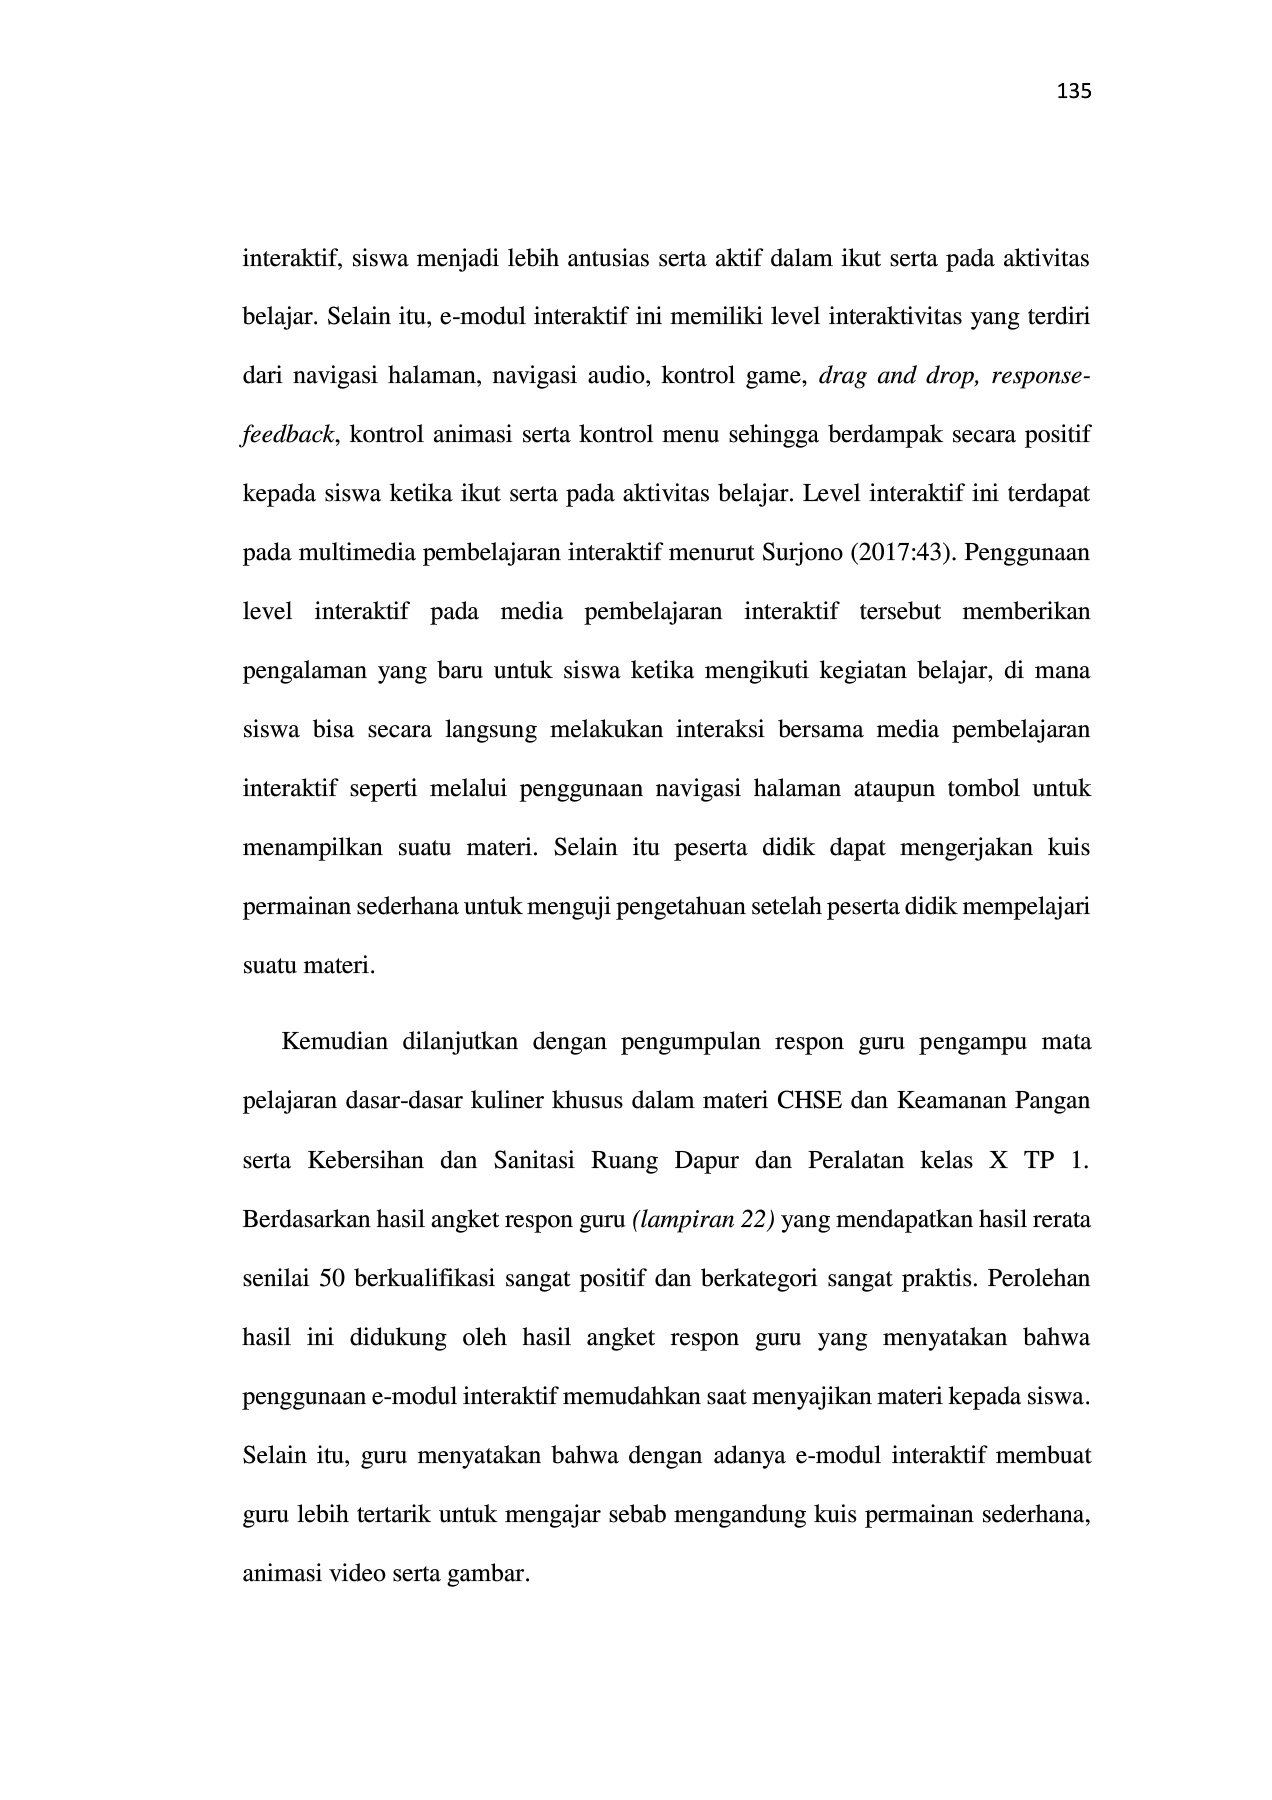 135
interaktif, siswa menjadi lebih antusias serta aktif dalam ikut serta pada aktivitas
belajar. Selain itu, e-modul interaktif ini memiliki level interaktivitas yang terdiri
dari navigasi halaman, navigasi audio, kontrol game, drag and drop, response-
feedback, kontrol animasi serta kontrol menu sehingga berdampak secara positif
kepada siswa ketika ikut serta pada aktivitas belajar. Level interaktif ini terdapat
pada multimedia pembelajaran interaktif menurut Surjono (2017:43). Penggunaan
level interaktif pada media pembelajaran interaktif tersebut memberikan
pengalaman yang baru untuk siswa ketika mengikuti kegiatan belajar, di mana
siswa bisa secara langsung melakukan interaksi bersama media pembelajaran
interaktif seperti melalui penggunaan navigasi halaman ataupun tombol untuk
menampilkan suatu materi. Selain itu peserta didik dapat mengerjakan kuis
permainan sederhana untuk menguji pengetahuan setelah peserta didik mempelajari
suatu materi.
Kemudian dilanjutkan dengan pengumpulan respon guru pengampu mata
pelajaran dasar-dasar kuliner khusus dalam materi CHSE dan Keamanan Pangan
serta Kebersihan dan Sanitasi Ruang Dapur dan Peralatan kelas X TP 1.
Berdasarkan hasil angket respon guru (lampiran 22) yang mendapatkan hasil rerata
senilai 50 berkualifikasi sangat positif dan berkategori sangat praktis. Perolehan
hasil ini didukung oleh hasil angket respon guru yang menyatakan bahwa
penggunaan e-modul interaktif memudahkan saat menyajikan materi kepada siswa.
Selain itu, guru menyatakan bahwa dengan adanya e-modul interaktif membuat
guru lebih tertarik untuk mengajar sebab mengandung kuis permainan sederhana,
animasi video serta gambar.